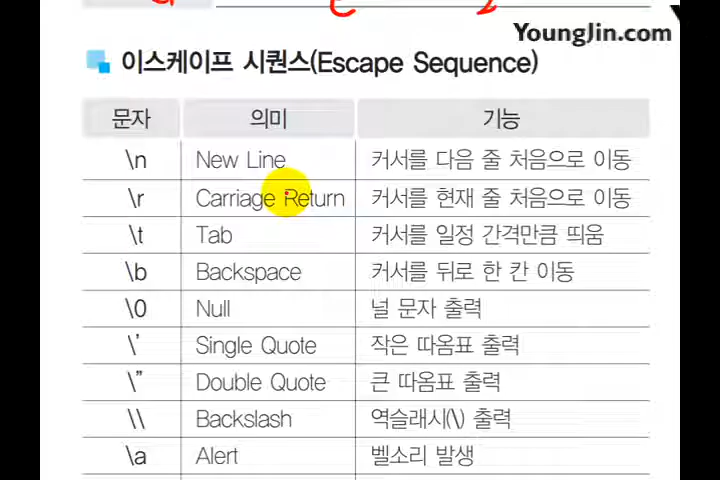 YoungJin.com
이스케이프 시퀀스(Escape Sequence)
문자 의미 기능
\n New Line 커서를 다음 줄 처음으로 이동
\r Carriage Return 커서를 현재 줄 처음으로 이동
\t Tab 커서를 일정 간격만큼 띄움
\b Backspace 커서를 뒤로 한 칸 이동
\0 Null 널 문자 출력
\’ Single Quote 작은 따옴표 출력
\” Double Quote 큰 따옴표 출력
\\ Backslash 역슬래시(\) 출력
\a Alert 벨소리 발생